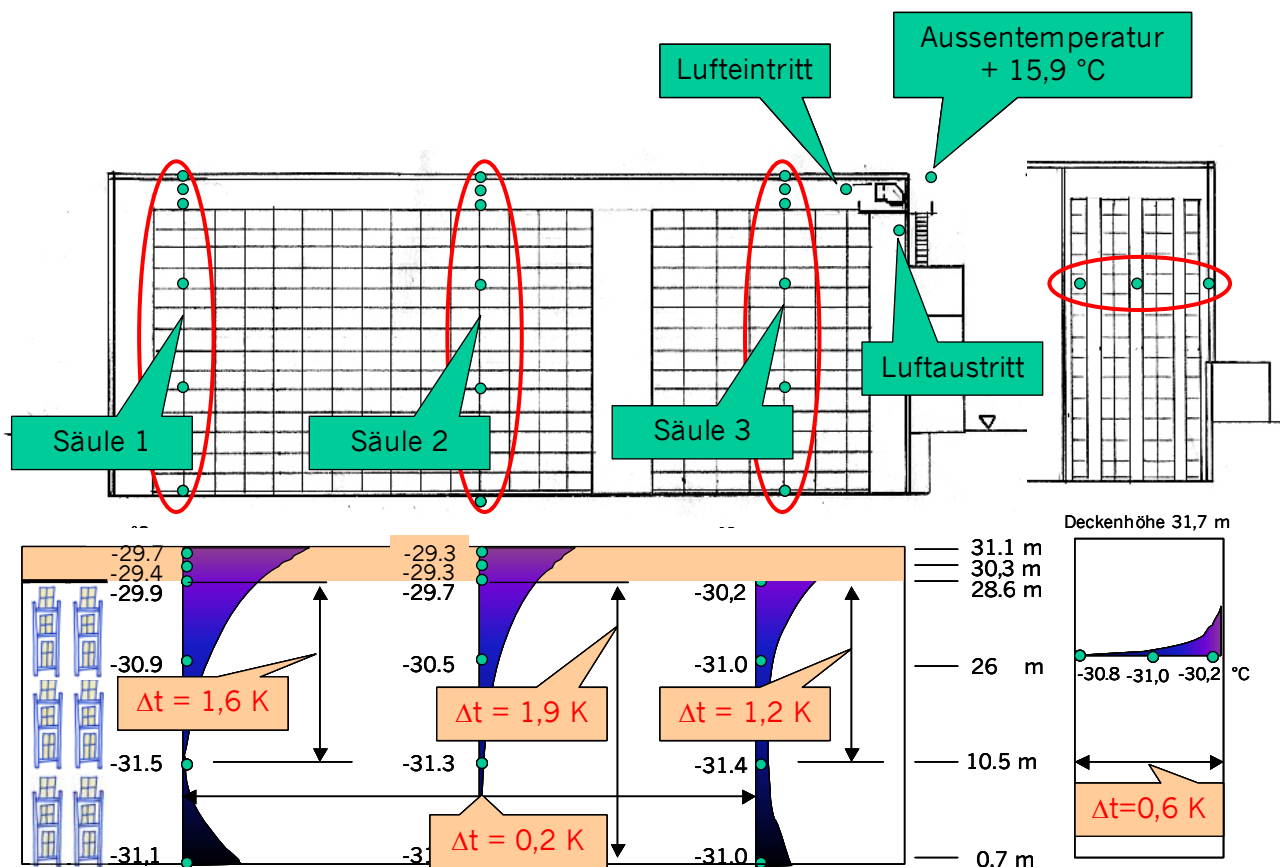 Aussentemperatur
+ 15,9 °C
Lufteintritt
Luftaustritt
Säule 1
Säule 2
Säule 3
Deckenhöhe 31,7 m
-29.7
-29.3
31.1 m
-29.4
-29.3
30,3 m
-29.9
-29.7
-30,2
28.6 m
-30.9
-30.5
-31.0
26 m
-30.8
-31,0
-30,2
°C
Δt = 1,6 K
Δt = 1,9 K
Δt = 1,2 K
-31.5
-31.3
-31.4
10.5 m
Δt=0,6 K
Δt = 0,2 K
-31,1
-31.0
0.7 m